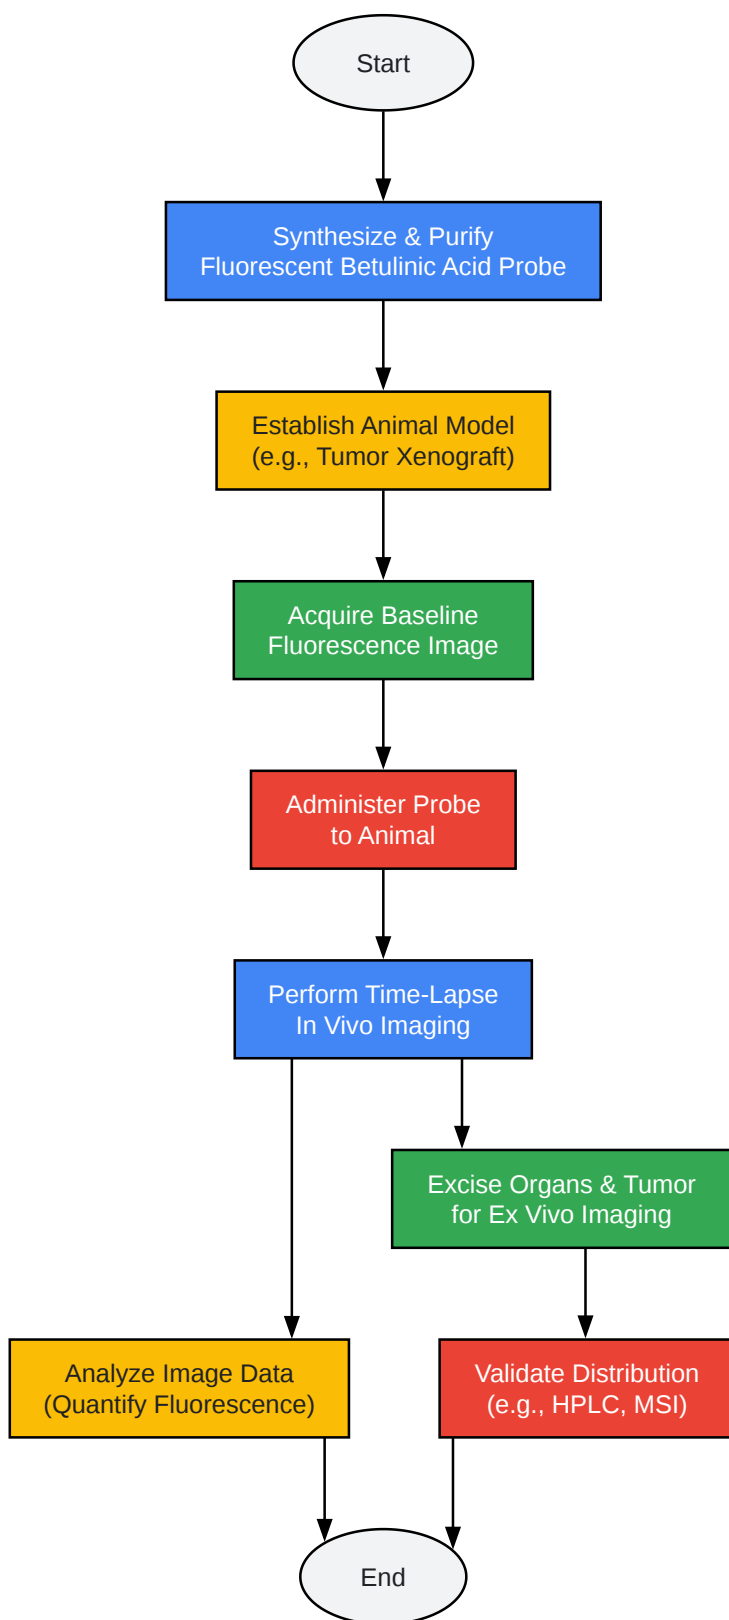 Start
Synthesize & Purify
Fluorescent Betulinic Acid Probe
Establish Animal Model
(e.g., Tumor Xenograft)
Acquire Baseline
Fluorescence Image
Administer Probe
to Animal
Perform Time-Lapse
In Vivo Imaging
Excise Organs & Tumor
for Ex Vivo Imaging
Analyze Image Data
(Quantify Fluorescence)
Validate Distribution
(e.g., HPLC, MSI)
End